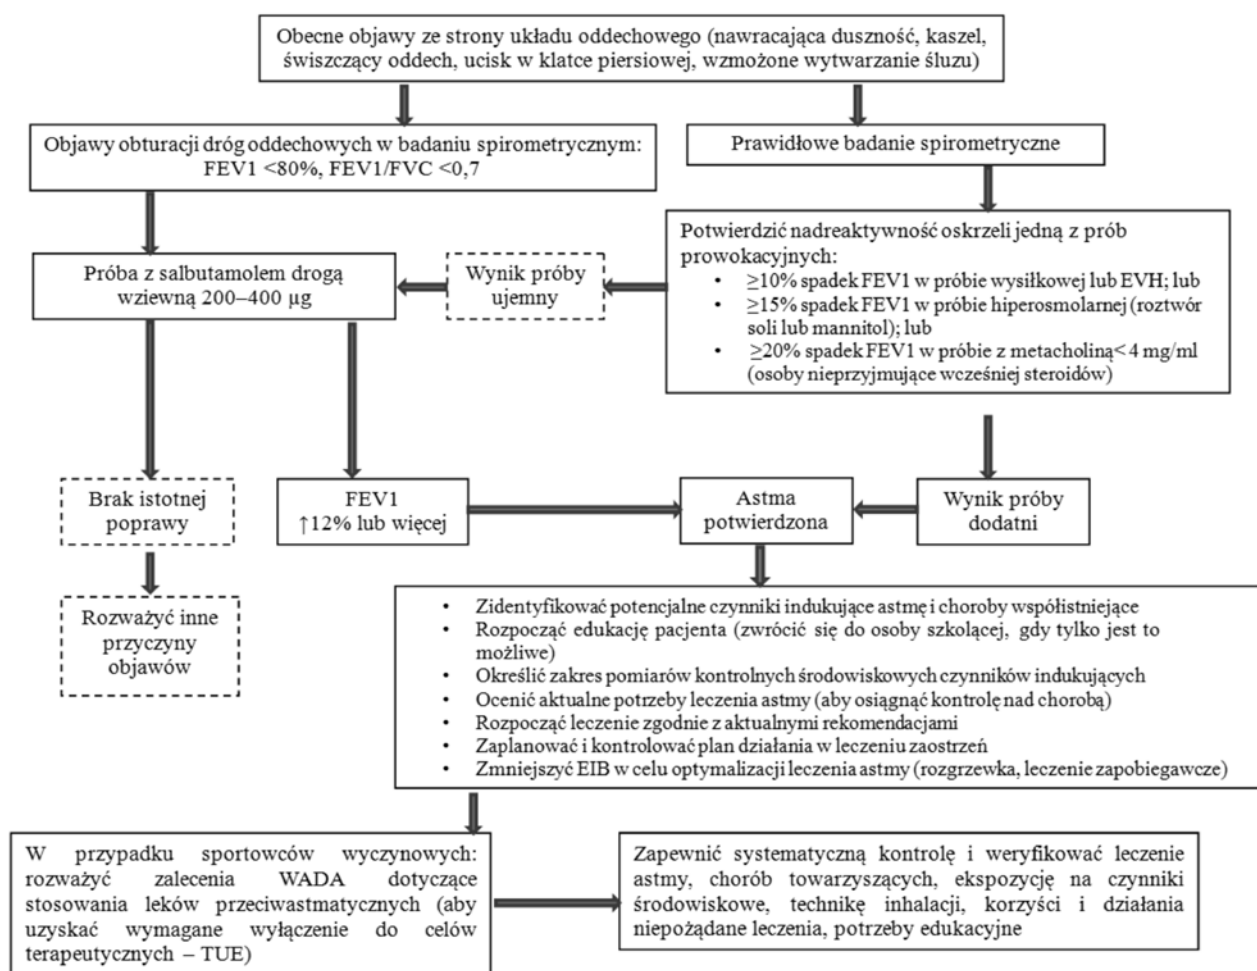 Obecne objawy ze strony układu oddechowego (nawracająca duszność, kaszel,
świszczący oddech, ucisk w klatce piersiowej, wzmożone wytwarzanie śluzu)
Objawy obturacji dróg oddechowych w badaniu spirometrycznym:
FEV1 <80%, FEV1/FVC <0,7
Prawidłowe badanie spirometryczne
Potwierdzić nadreaktywność oskrzeli jedną z prób
prowokacyjnych:
• ≥10% spadek FEV1 w próbie wysiłkowej lub EVH; lub
• ≥15% spadek FEV1 w próbie hiperosmolarnej (roztwór
soli lub mannitol); lub
• ≥20% spadek FEV1 w próbie z metacholiną< 4 mg/ml
(osoby nieprzyjmujące wcześniej steroidów)
Wynik próby
ujemny
Próba z salbutamolem drogą
wziewną 200–400 µg
Brak istotnej
poprawy
FEV1
↑12% lub więcej
Astma
potwierdzona
Wynik próby
dodatni
Rozważyć inne
przyczyny
objawów
• Zidentyfikować potencjalne czynniki indukujące astmę i choroby współistniejące
• Rozpocząć edukację pacjenta (zwrócić się do osoby szkolącej, gdy tylko jest to
możliwe)
• Określić zakres pomiarów kontrolnych środowiskowych czynników indukujących
• Ocenić aktualne potrzeby leczenia astmy (aby osiągnąć kontrolę nad chorobą)
• Rozpocząć leczenie zgodnie z aktualnymi rekomendacjami
• Zaplanować i kontrolować plan działania w leczeniu zaostrzeń
• Zmniejszyć EIB w celu optymalizacji leczenia astmy (rozgrzewka, leczenie zapobiegawcze)
W przypadku sportowców wyczynowych:
rozważyć zalecenia WADA dotyczące
stosowania leków przeciwastmatycznych (aby
uzyskać wymagane wyłączenie do celów
terapeutycznych – TUE)
Zapewnić systematyczną kontrolę i weryfikować leczenie
astmy, chorób towarzyszących, ekspozycję na czynniki
środowiskowe, technikę inhalacji, korzyści i działania
niepożądane leczenia, potrzeby edukacyjne